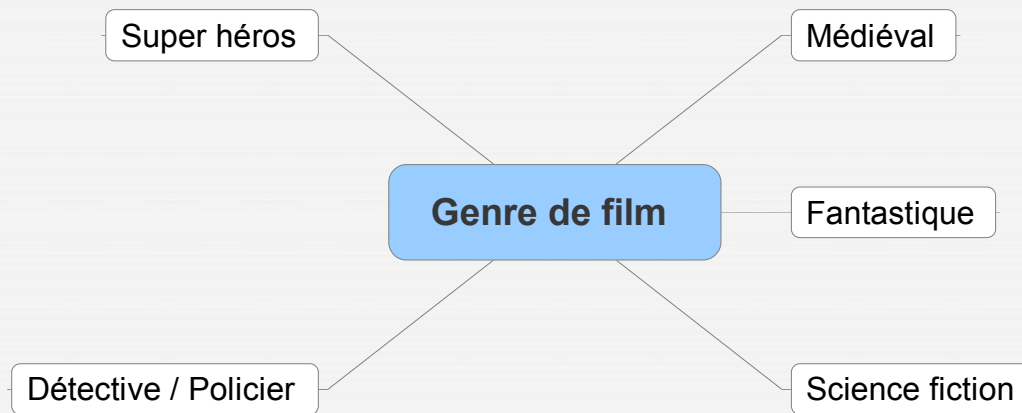 Super héros
Médiéval
Genre de film
Fantastique
Détective / Policier
Science fiction